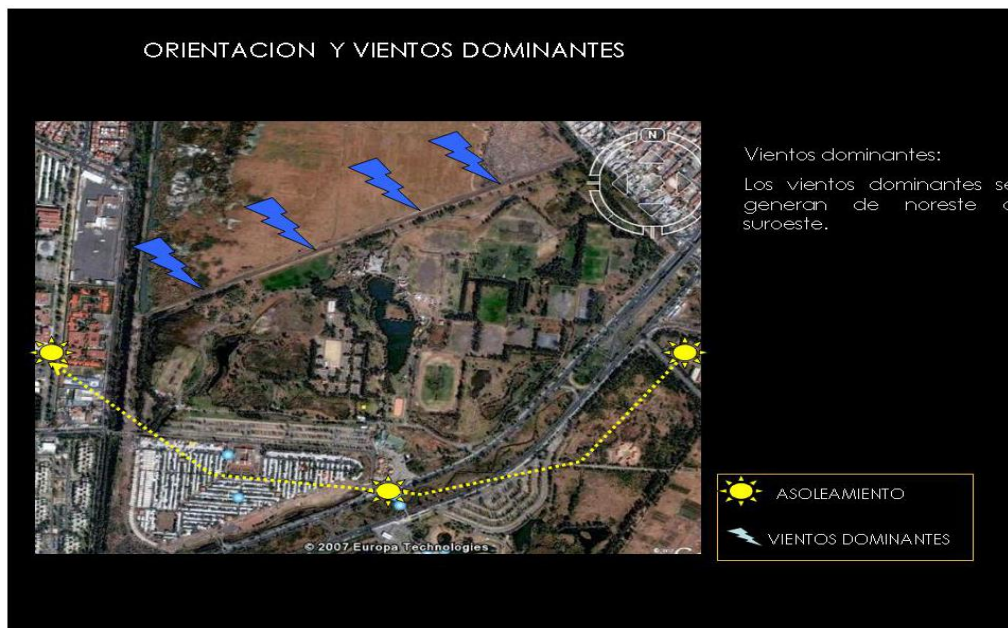 ORIENTACION Y VIENTOS DOMINANTES
N
Vientos dominantes:
Los vientos dominantes se
generan de noreste a
suroeste.
ASOLEAMIENTO
VIENTOS DOMINANTES
© 2007 Europa Technologies